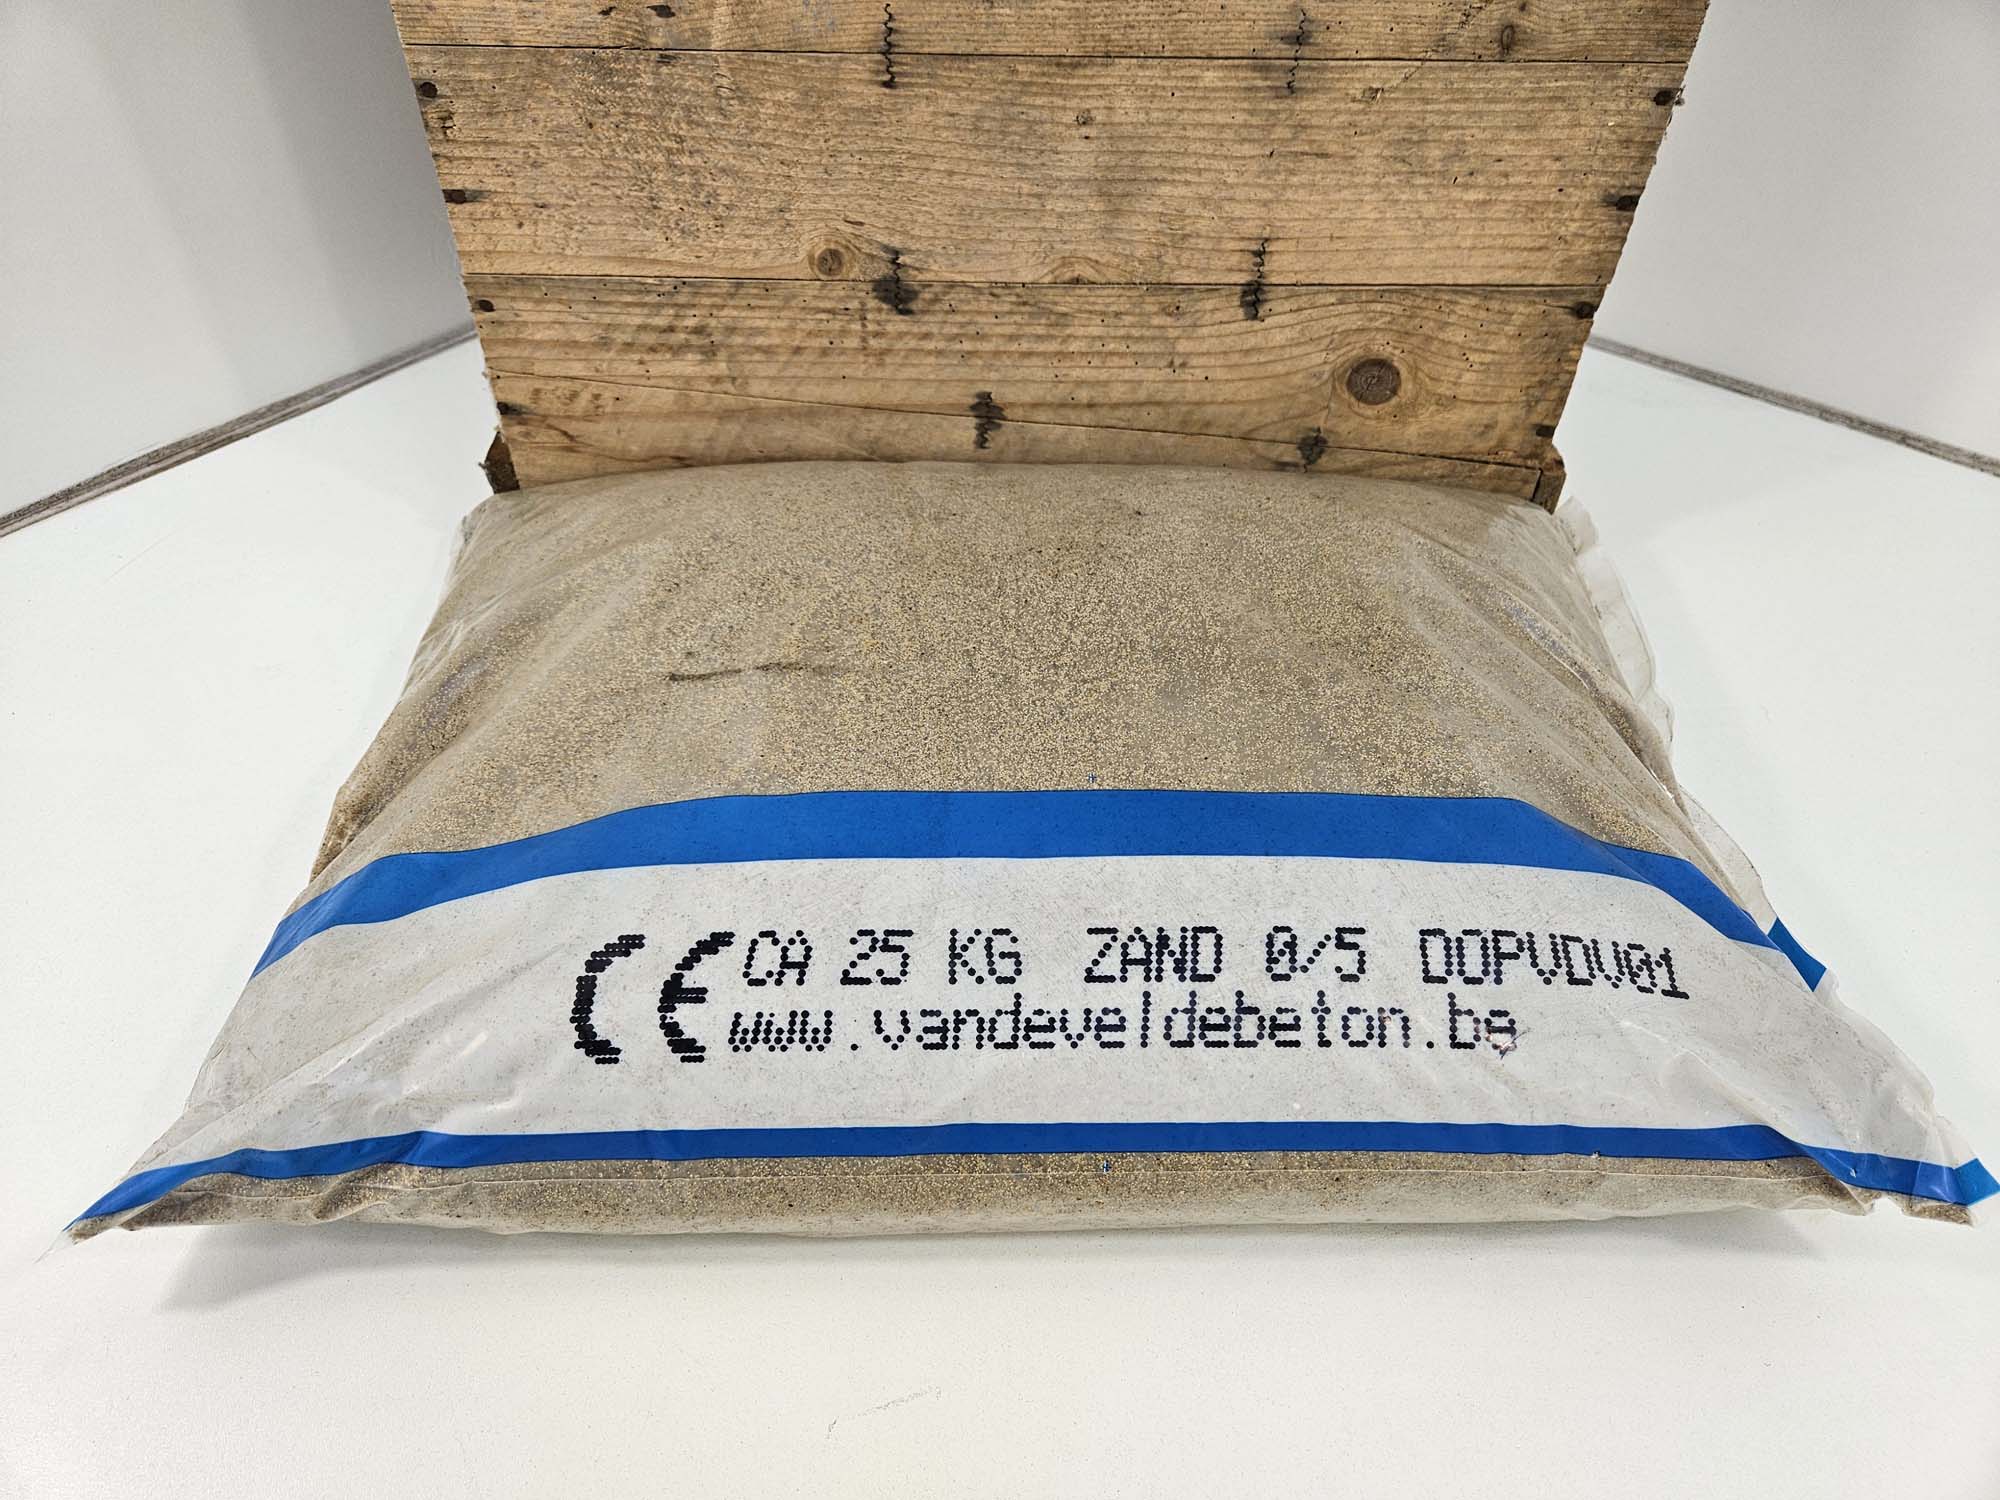 CE CA 25 KG ZAND 0/5 DOPVDV01
www.vandeveldebeton.be